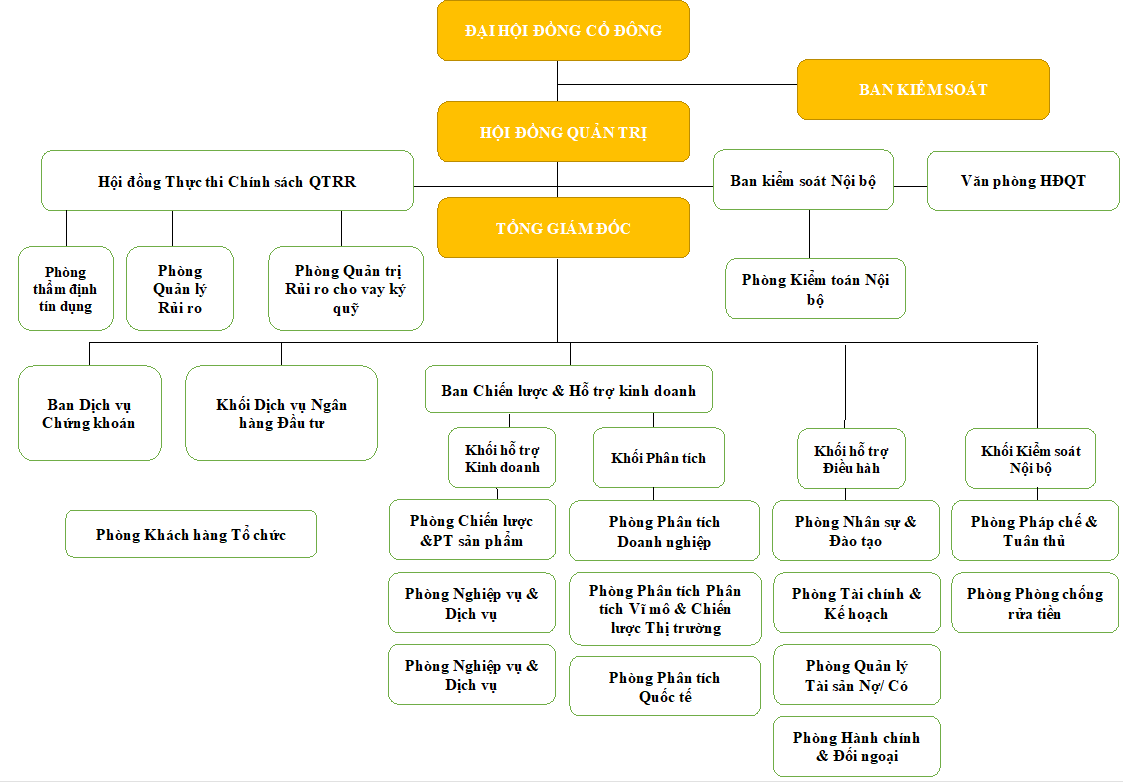 ĐẠI HỘI ĐỒNG CỔ ĐÔNG
BAN KIỂM SOÁT
HỘI ĐỒNG QUẢN TRỊ
Hội đồng Thực thi Chính sách QTRR
Ban kiểm soát Nội bộ
Văn phòng HĐQT
TỔNG GIÁM ĐỐC
Phòng
thẩm định
tín dụng
Phòng
Quản lý
Rủi ro
Phòng Quản trị
Rủi ro cho vay ký
quỹ
Phòng Kiểm toán Nội
bộ
Ban Dịch vụ
Chứng khoán
Khối Dịch vụ Ngân
hàng Đầu tư
Ban Chiến lược & Hỗ trợ kinh doanh
Khối hỗ trợ
Kinh doanh
Khối Phân tích
Khối hỗ trợ
Điều hàh
Khối Kiểm soát
Nội bộ
Phòng Khách hàng Tổ chức
Phòng Chiến lược
&PT sản phẩm
Phòng Nghiệp vụ &
Dịch vụ
Phòng Nghiệp vụ &
Dịch vụ
Phòng Phân tích
Doanh nghiệp
Phòng Phân tích Phân
tích Vĩ mô & Chiến
lược Thị trường
Phòng Phân tích
Quốc tế
Phòng Nhân sự &
Đào tạo
Phòng Tài chính &
Kế hoạch
Phòng Quản lý
Tài sản Nợ/ Có
Phòng Hành chính
& Đối ngoại
Phòng Pháp chế &
Tuân thủ
Phòng Phòng chống
rửa tiền